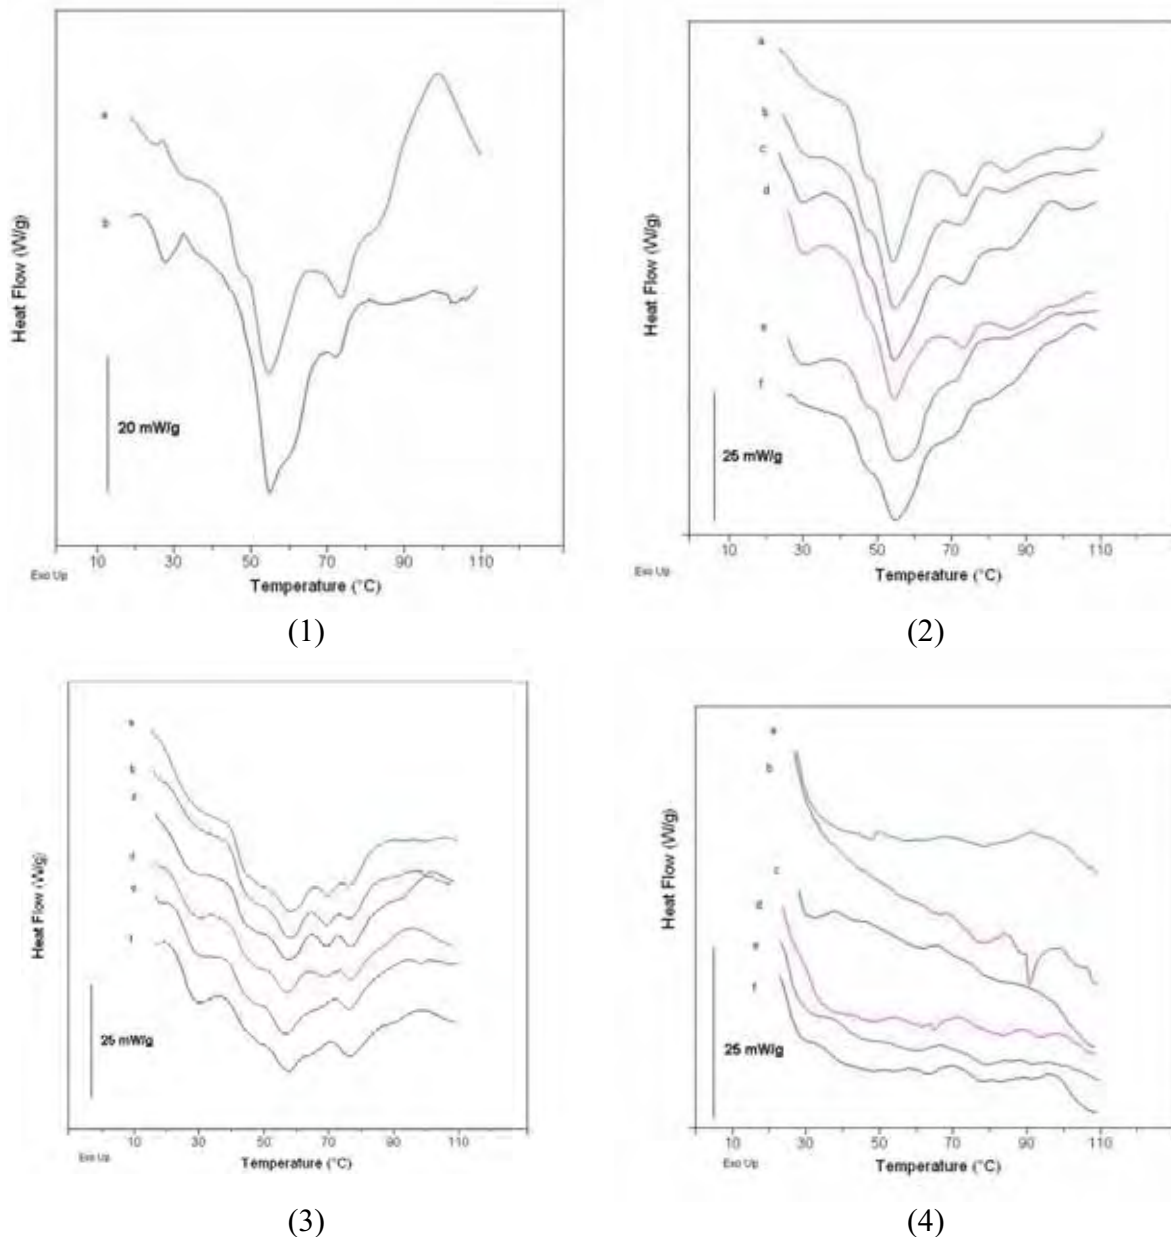 a
b
Heat Flow (W/g)
20 mW/g
10 30 50 70 90 110
Exo Up
Temperature (°C)
(1)
a
b
c
d
e
f
Heat Flow (W/g)
25 mW/g
10 30 50 70 90 110
Exo Up
Temperature (°C)
(2)
b
d
e
f
Heat Flow (W/g)
25 mW/g
10 30 50 70 90 110
Exo Up
Temperature (°C)
(3)
a
b
c
d
e
f
Heat Flow (W/g)
25 mW/g
10 30 50 70 90 110
Exo Up
Temperature (°C)
(4)